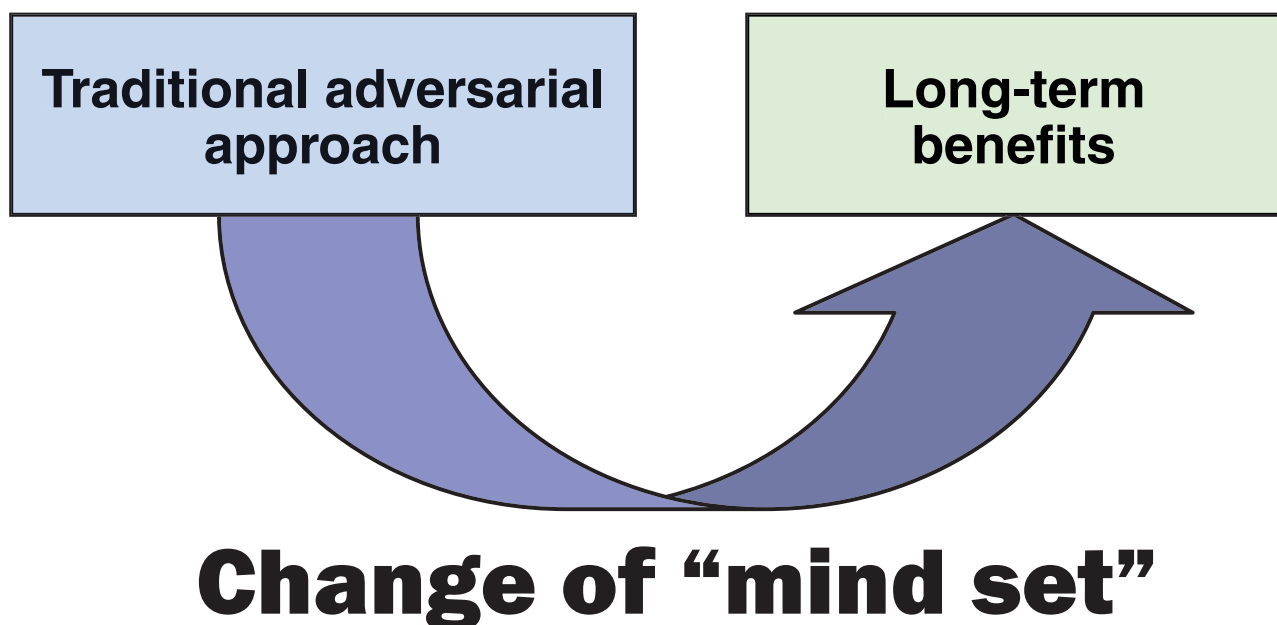 Traditional adversarial
approach
Long-term
benefits
Change of “mind set”